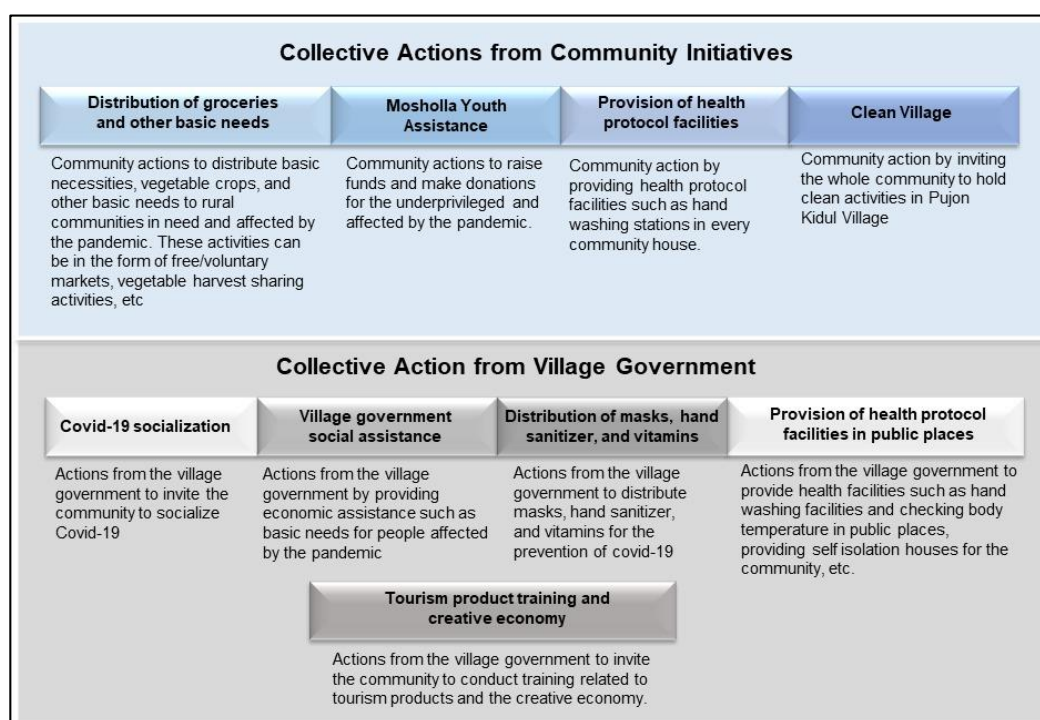 Collective Actions from Community Initiatives
Distribution of groceries
and other basic needs
Community actions to distribute basic
necessities, vegetable crops, and
other basic needs to rural
communities in need and affected by
the pandemic. These activities can
be in the form of free/voluntary
markets, vegetable harvest sharing
activities, etc
Mosholla Youth
Assistance
Community actions to raise
funds and make donations
for the underprivileged and
affected by the pandemic.
Provision of health
protocol facilities
Community action by
providing health protocol
facilities such as hand
washing stations in every
community house.
Clean Village
Community action by inviting
the whole community to hold
clean activities in Pujon
Kidul Village
Collective Action from Village Government
Covid-19 socialization
Actions from the village
government to invite the
community to socialize
Covid-19
Village government
social assistance
Actions from the village
government by providing
economic assistance such as
basic needs for people affected
by the pandemic
Distribution of masks, hand
sanitizer, and vitamins
Actions from the village
government to distribute
masks, hand sanitizer,
and vitamins for the
prevention of covid-19
Provision of health protocol
facilities in public places
Actions from the village government to
provide health facilities such as hand
washing facilities and checking body
temperature in public places,
providing self isolation houses for the
community, etc.
Tourism product training and
creative economy
Actions from the village government to invite
the community to conduct training related to
tourism products and the creative economy.